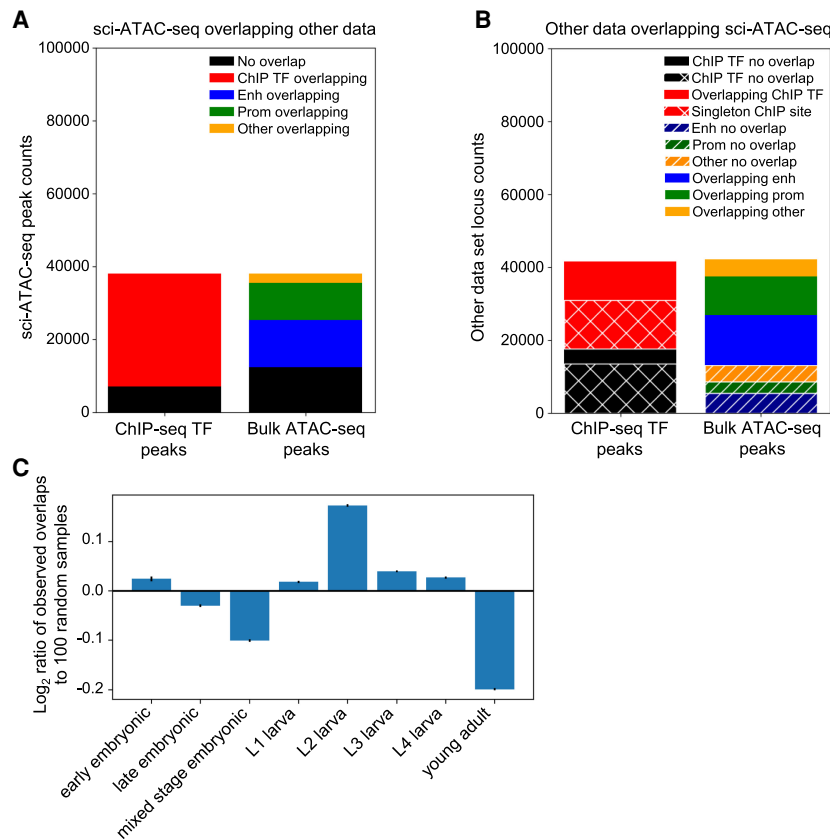 A
sci-ATAC-seq overlapping other data
100000
80000
60000
40000
20000
0
sci-ATAC-seq peak counts
No overlap
ChIP TF overlapping
Enh overlapping
Prom overlapping
Other overlapping
ChIP-seq TF
peaks
Bulk ATAC-seq
peaks
B
Other data overlapping sci-ATAC-seq
100000
80000
60000
40000
20000
0
Other data set locus counts
ChIP TF no overlap
ChIP TF no overlap
Overlapping ChIP TF
Singleton ChIP site
Enh no overlap
Prom no overlap
Other no overlap
Overlapping enh
Overlapping prom
Overlapping other
ChIP-seq TF
peaks
Bulk ATAC-seq
peaks
C
Log2 ratio of observed overlaps
to 100 random samples
0.1
0.0
-0.1
-0.2
early embryonic
late embryonic
mixed stage embryonic
L1 larva
L2 larva
L3 larva
L4 larva
young adult